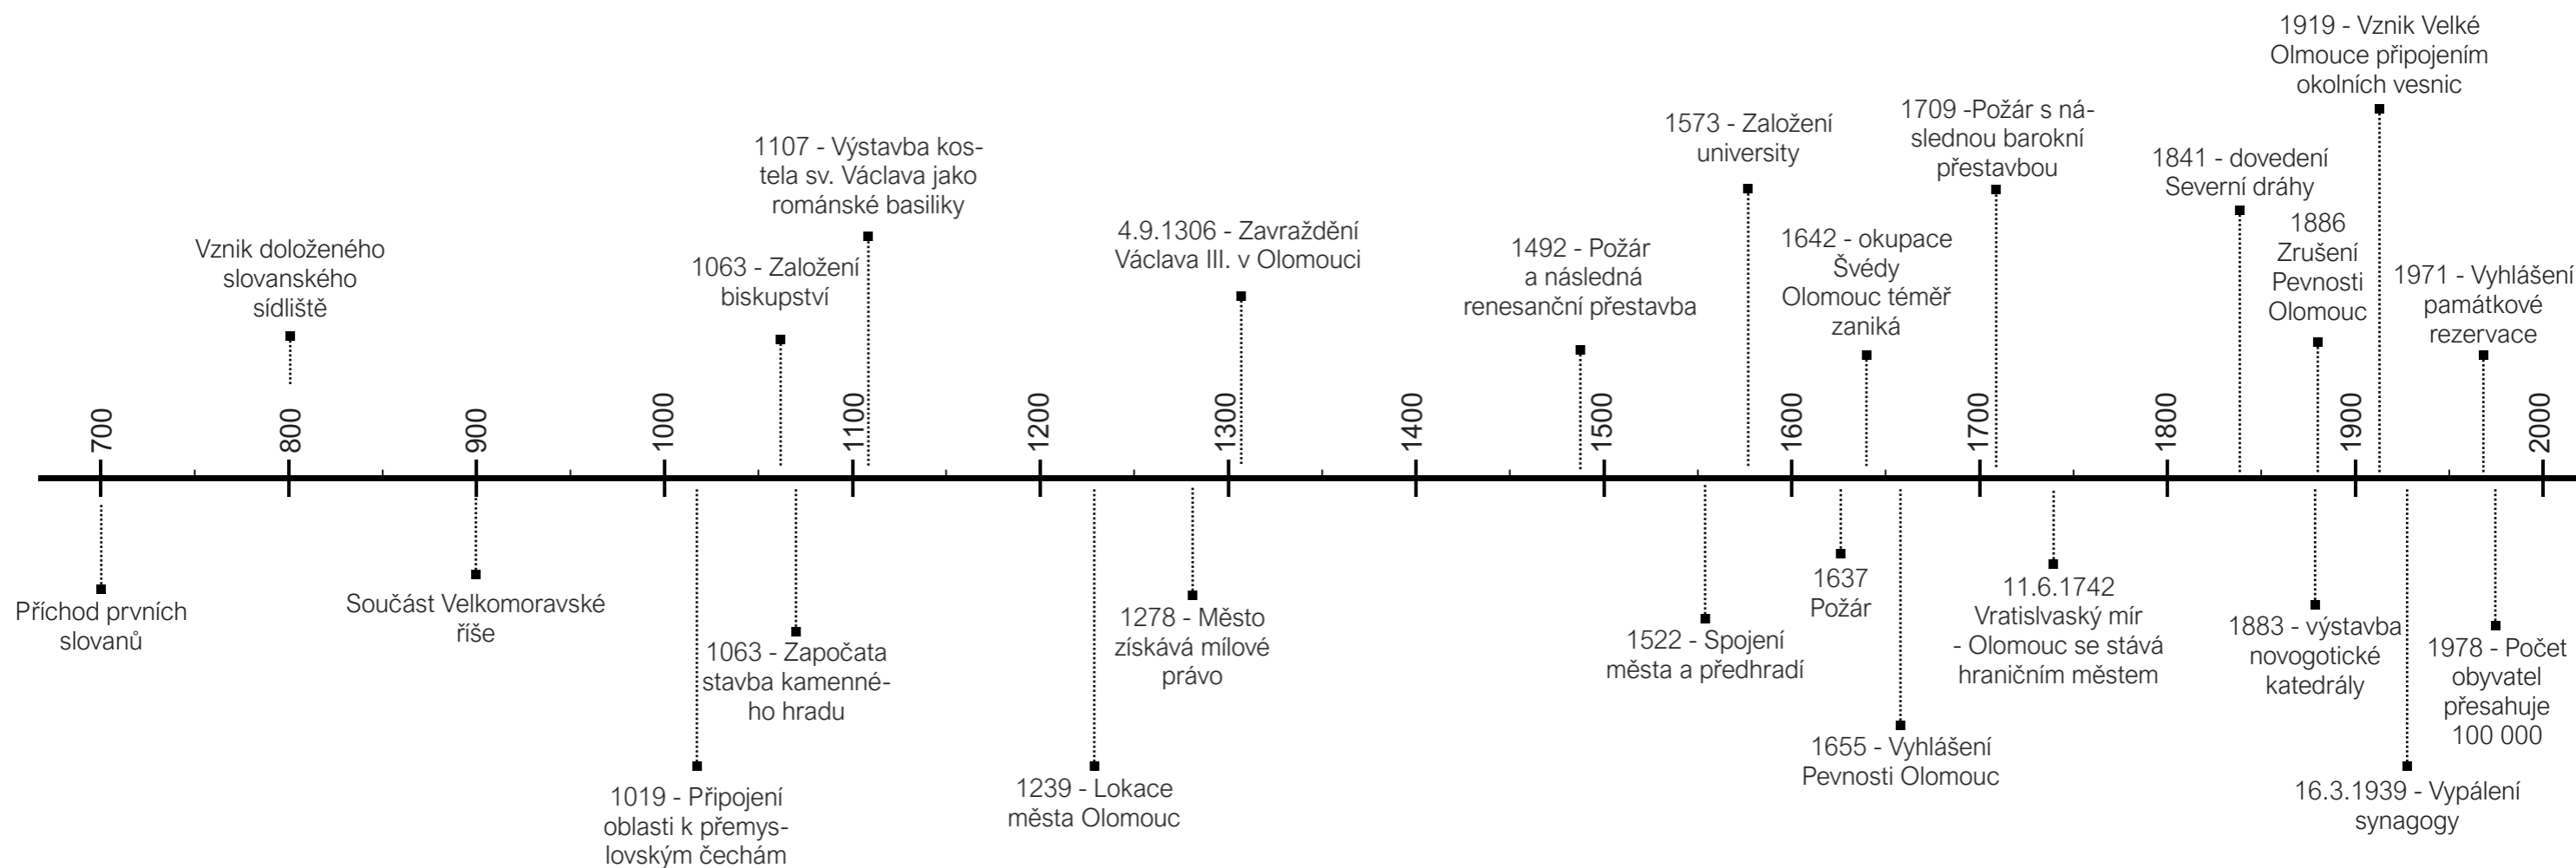 1919 - Vznik Velké
Olmouce připojením
okolních vesnic
1573 - Založení
university
1709 -Požár s ná-
slednou barokní
přestavbou
1107 - Výstavba kos-
tela sv. Václava jako
románské basiliky
1841 - dovedení
Severní dráhy
Vznik doloženého
slovanského
sídliště
1063 - Založení
biskupství
4.9.1306 - Zavraždění
Václava III. v Olomouci
1492 - Požár
a následná
renesanční přestavba
1642 - okupace
Švédy
Olomouc téměř
zaniká
1886
Zrušení
Pevnosti
Olomouc
1971 - Vyhlášení
památkové
rezervace
700
800
900
1000
1100
1200
1300
1400
1500
1600
1700
1800
1900
2000
Příchod prvních
slovanů
Součást Velkomoravské
říše
1019 - Připojení
oblasti k přemys-
lovským čechám
1063 - Započata
stavba kamenné-
ho hradu
1239 - Lokace
města Olomouc
1278 - Město
získává mílové
právo
1522 - Spojení
města a předhradí
1637
Požár
1655 - Vyhlášení
Pevnosti Olomouc
11.6.1742
Vratislvaský mír
- Olomouc se stává
hraničním městem
1883 - výstavba
novogotické
katedrály
16.3.1939 - Vypálení
synagogy
1978 - Počet
obyvatel
přesahuje
100 000